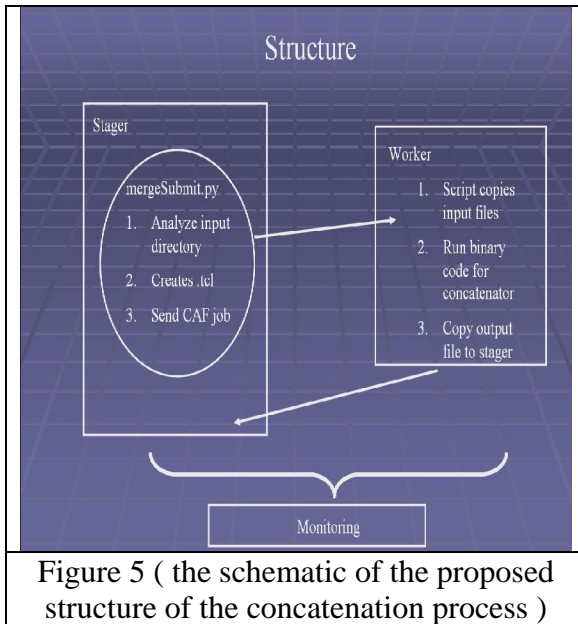 Structure
Stager
mergeSubmit.py
1. Analyze input
directory
2. Creates .tcl
3. Send CAF job
Worker
1. Script copies
input files
2. Run binary
code for
concatenator
3. Copy output
file to stager
Monitoring
Figure 5 ( the schematic of the proposed
structure of the concatenation process )